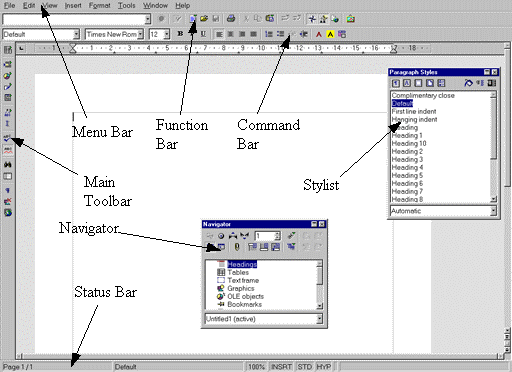 File Edit View Insert Format Tools Window Help
Default Times New Rom 12 B U A A
Paragraph Styles
Complimentary close
Default
First line indent
Hanging indent
Heading
Heading 1
Heading 10
Heading 2
Heading 3
Heading 4
Heading 5
Heading 6
Heading 7
Heading 8
Automatic
Menu Bar
Function
Bar
Command
Bar
Main
Toolbar
Stylist
Navigator
Navigator
1
Headings
Tables
Text frame
Graphics
OLE objects
Bookmarks
Untitled1 (active)
Status Bar
Page 1 / 1 Default 100% INSRT STD HYP